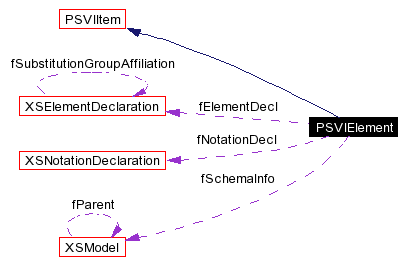 PSVIItem
fSubstitutionGroupAffiliation
XSElementDeclaration
fElementDecl
PSVIElement
fNotationDecl
XSNotationDeclaration
fSchemaInfo
fParent
XSModel